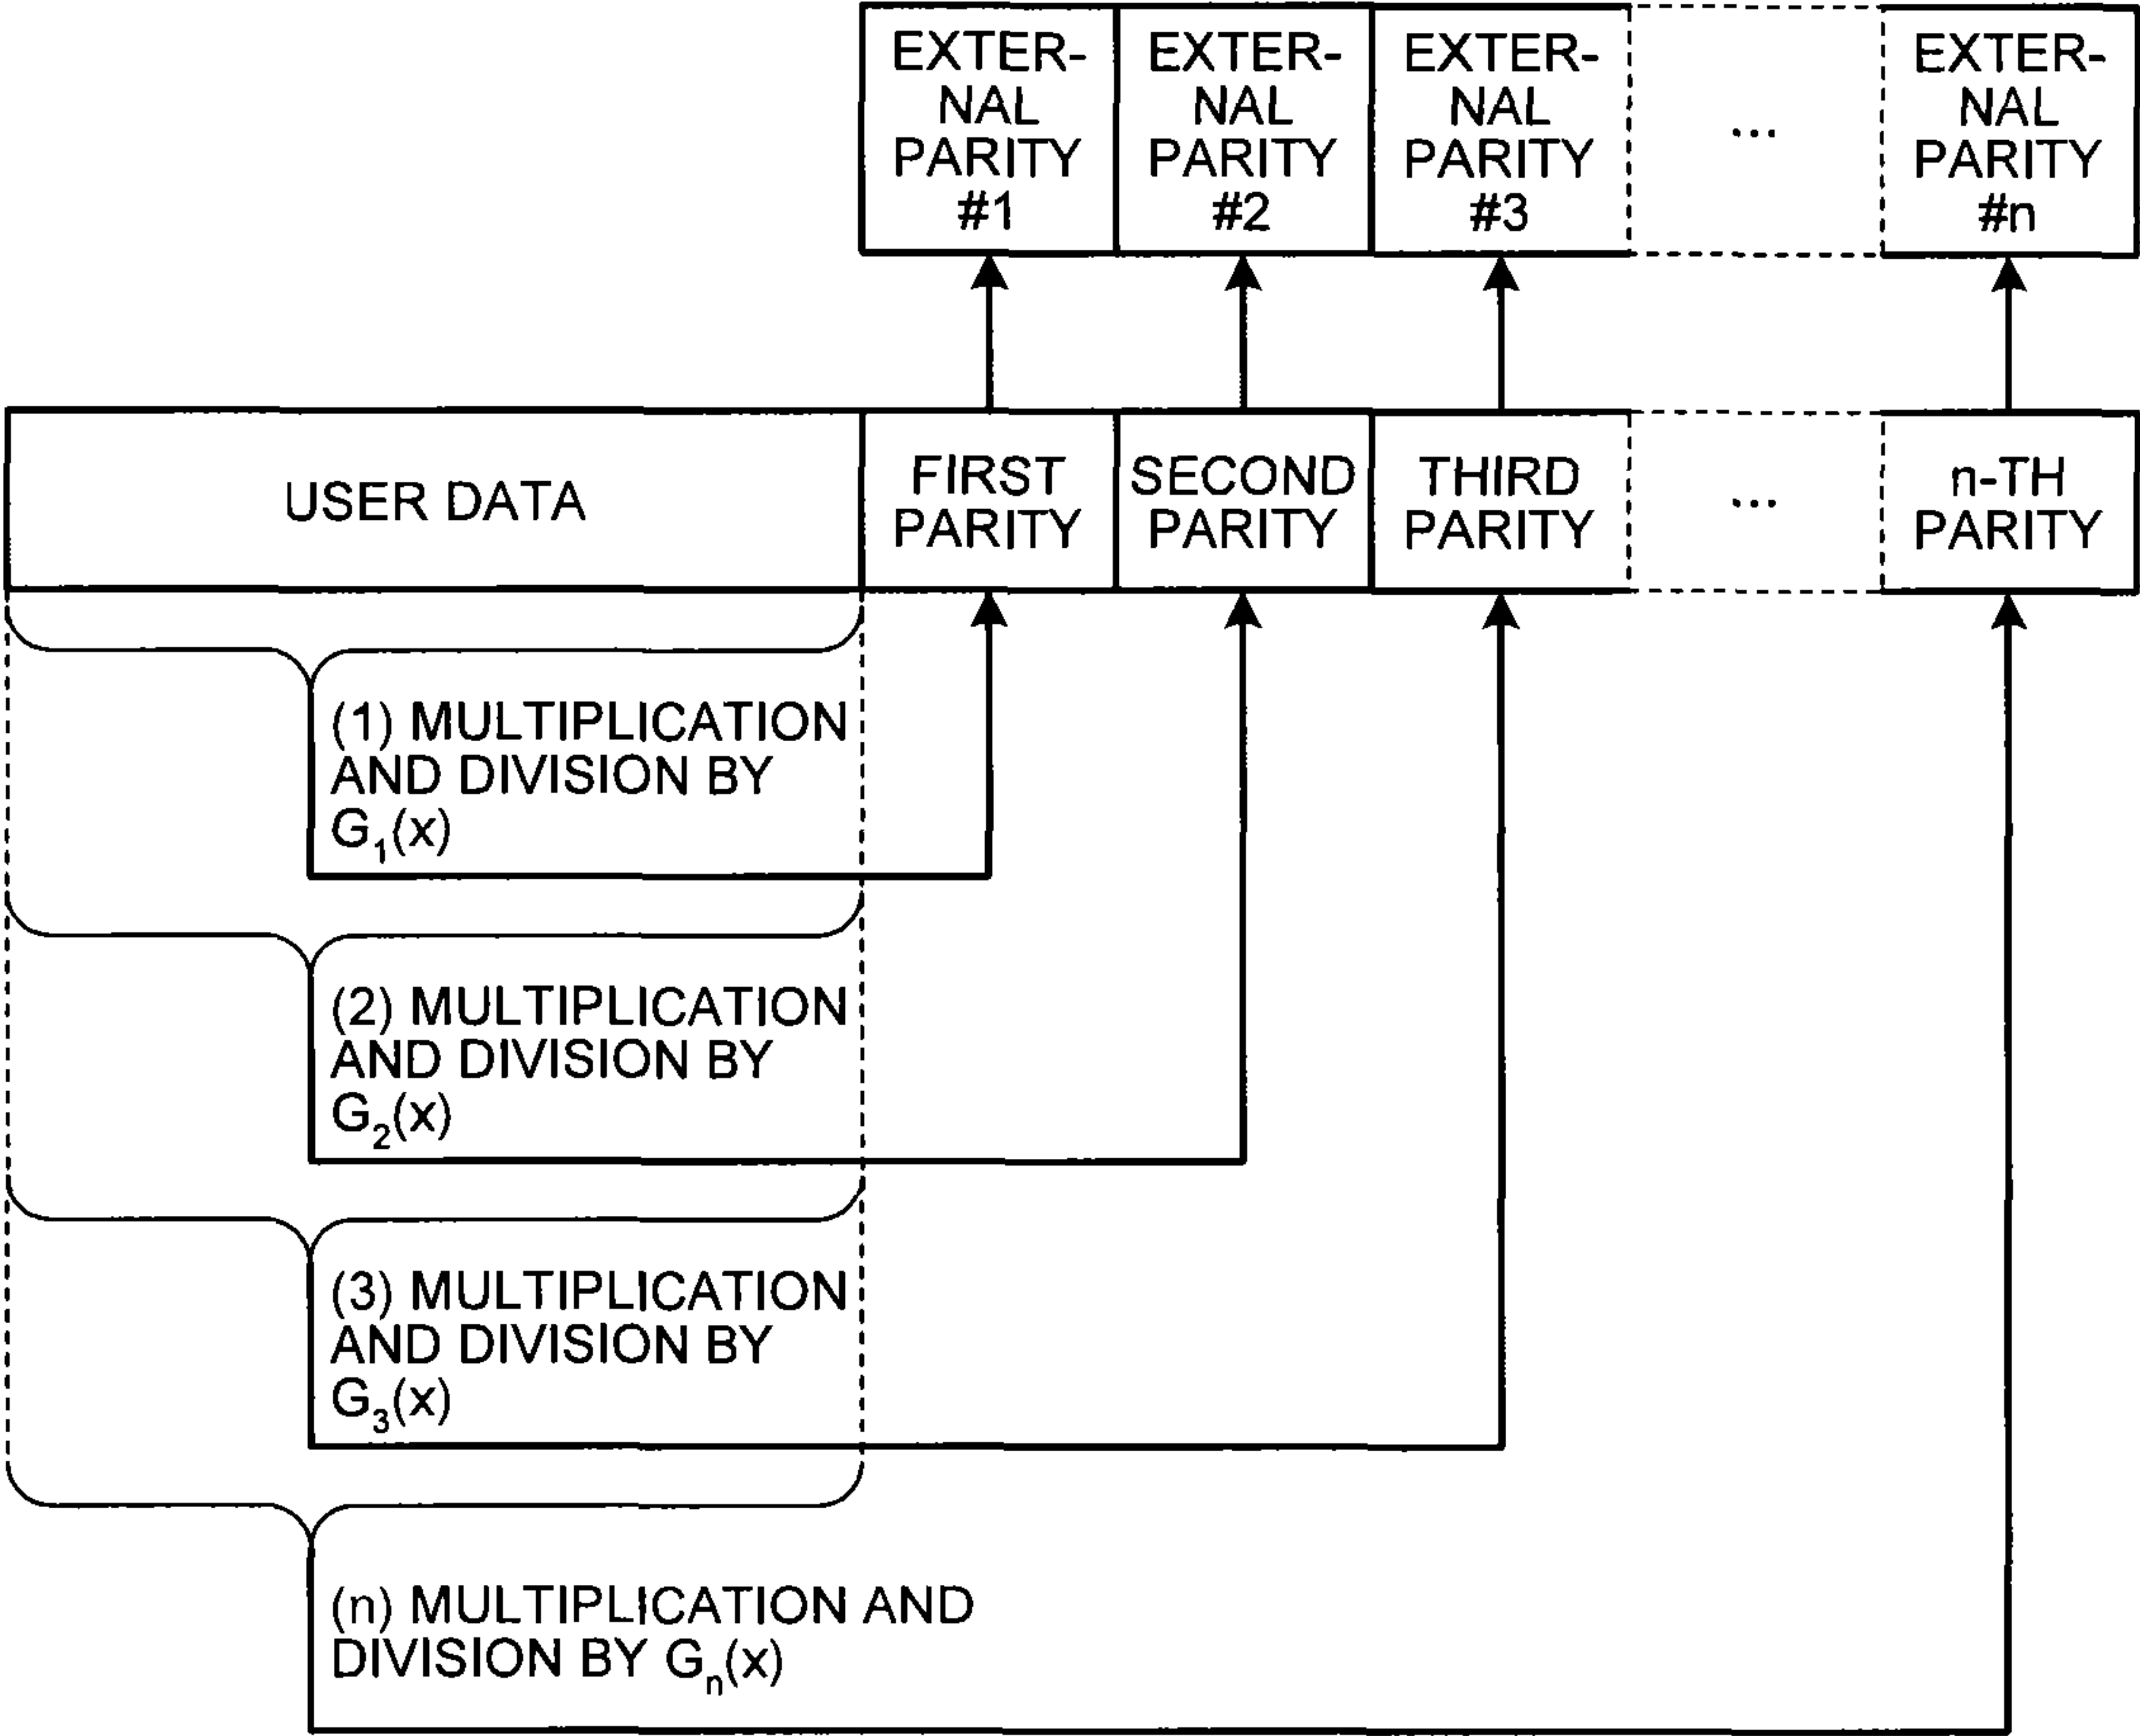 EXTER-
NAL
PARITY
#1
EXTER-
NAL
PARITY
#2
EXTER-
NAL
PARITY
#3
...
EXTER-
NAL
PARITY
#n
USER DATA
FIRST
PARITY
SECOND
PARITY
THIRD
PARITY
...
n-TH
PARITY
(1) MULTIPLICATION
AND DIVISION BY
G₁(x)
(2) MULTIPLICATION
AND DIVISION BY
G₂(x)
(3) MULTIPLICATION
AND DIVISION BY
G₃(x)
(n) MULTIPLICATION AND
DIVISION BY Gₙ(x)